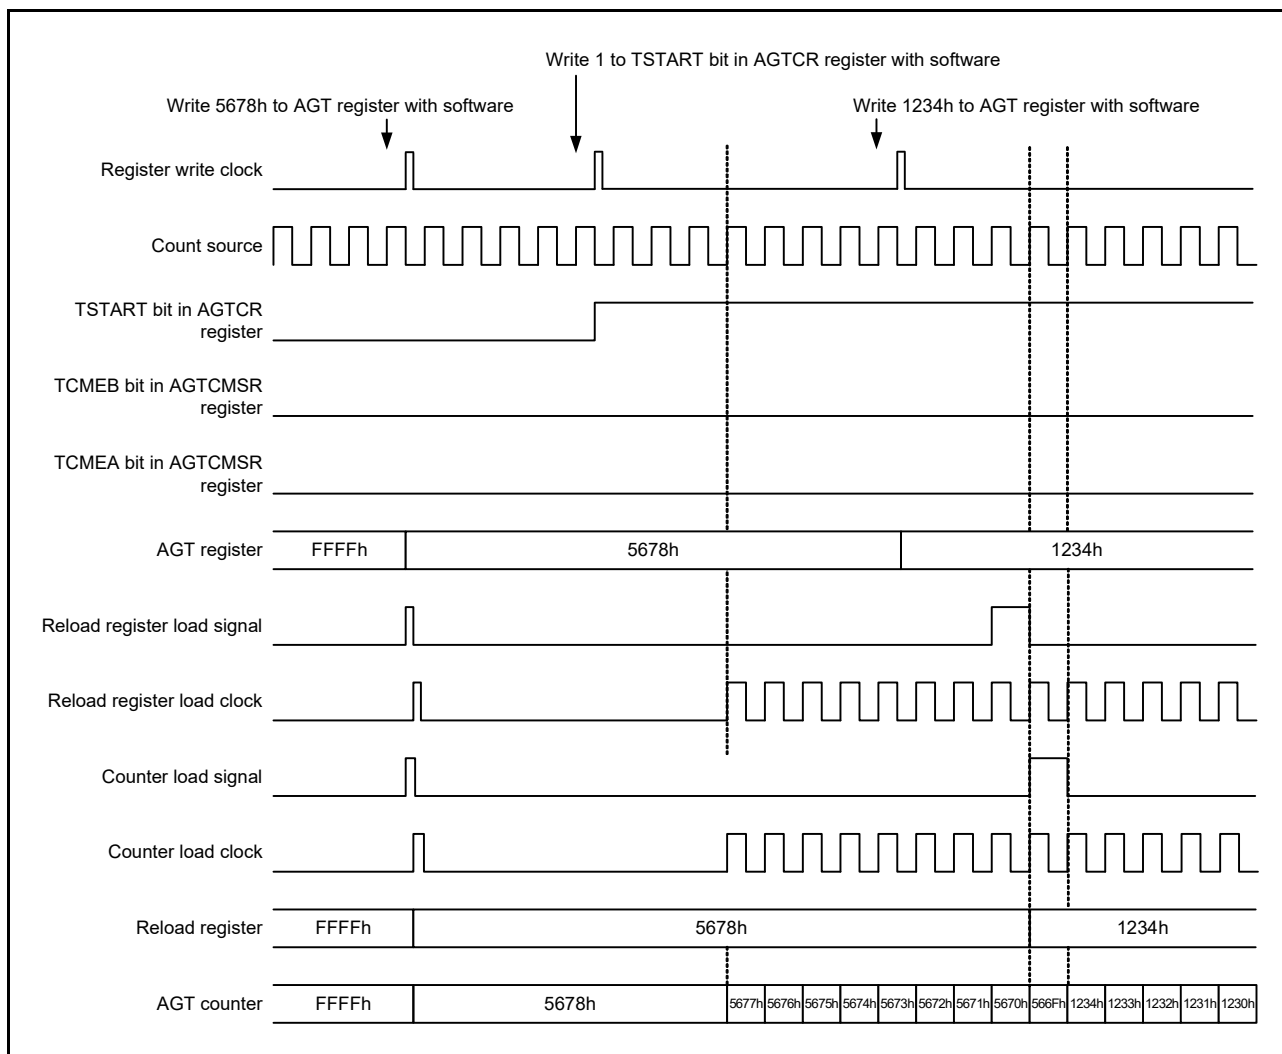 Write 1 to TSTART bit in AGTCR register with software
Write 5678h to AGT register with software
Write 1234h to AGT register with software
Register write clock
Count source
TSTART bit in AGTCR
register
TCMEB bit in AGTCMSR
register
TCMEA bit in AGTCMSR
register
AGT register FFFFh 5678h 1234h
Reload register load signal
Reload register load clock
Counter load signal
Counter load clock
Reload register FFFFh 5678h 1234h
AGT counter FFFFh 5678h 5677h 5676h 5675h 5674h 5673h 5672h 5671h 5670h 566Fh 1234h 1233h 1232h 1231h 1230h